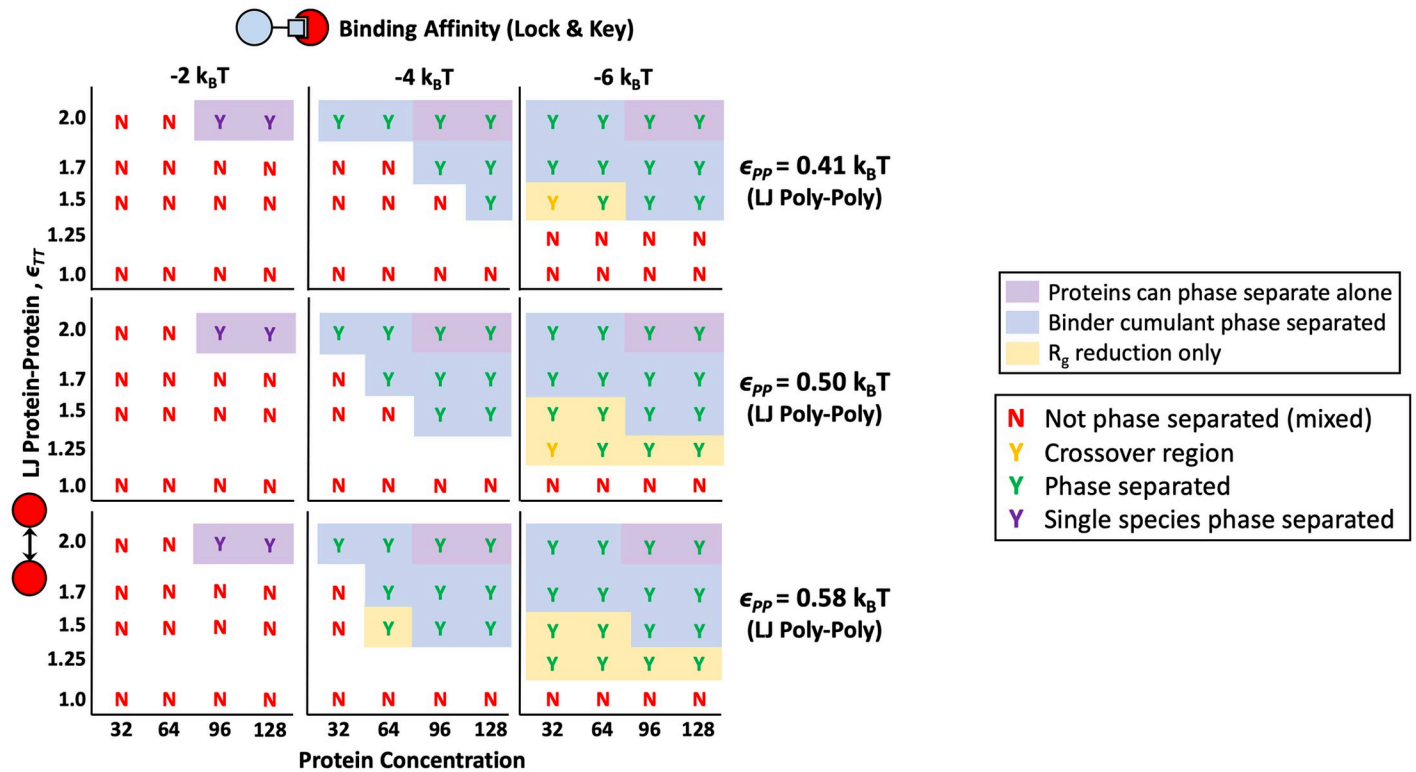 Binding Affinity (Lock & Key)
-2 kBT -4 kBT -6 kBT
LJ Protein-Protein , ϵTT
2.0 N N Y Y Y Y Y Y Y Y Y Y
1.7 N N N N N N Y Y Y Y Y Y
1.5 N N N N N N N Y Y Y Y Y
1.25 N N N N
1.0 N N N N N N N N N N N N
ϵPP = 0.41 kBT
(LJ Poly-Poly)
2.0 N N Y Y Y Y Y Y Y Y Y Y
1.7 N N N N N Y Y Y Y Y Y Y
1.5 N N N N N N Y Y Y Y Y Y
1.25 Y Y Y Y
1.0 N N N N N N N N N N N N
ϵPP = 0.50 kBT
(LJ Poly-Poly)
2.0 N N Y Y Y Y Y Y Y Y Y Y
1.7 N N N N N Y Y Y Y Y Y Y
1.5 N N N N N Y Y Y Y Y Y Y
1.25 Y Y Y Y
1.0 N N N N N N N N N N N N
ϵPP = 0.58 kBT
(LJ Poly-Poly)
32 64 96 128 32 64 96 128 32 64 96 128
Protein Concentration
Proteins can phase separate alone
Binder cumulant phase separated
Rg reduction only
N Not phase separated (mixed)
Y Crossover region
Y Phase separated
Y Single species phase separated